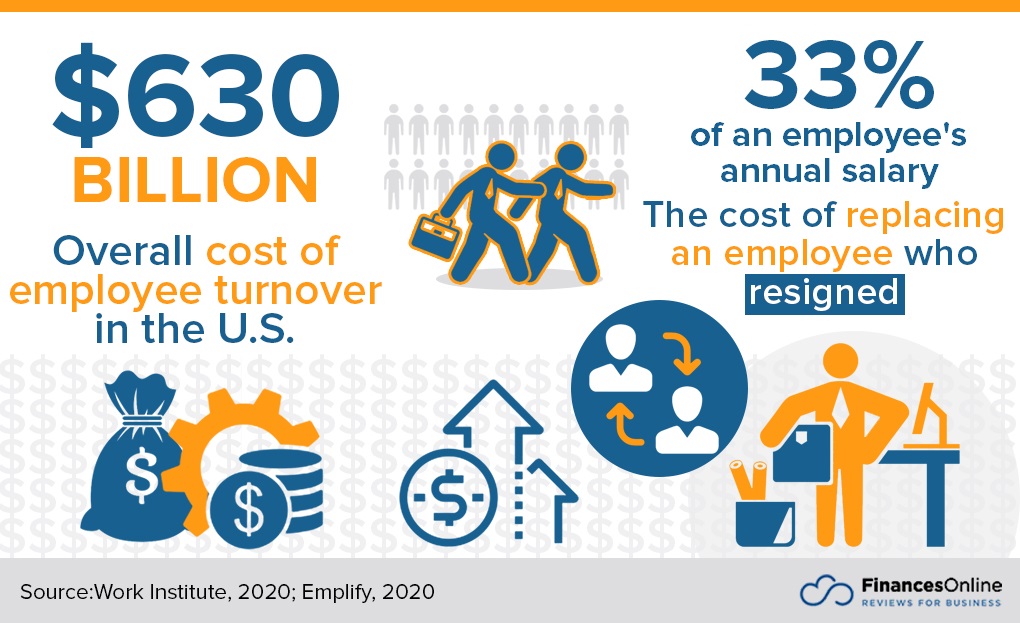 $630
BILLION
Overall cost of
employee turnover
in the U.S.
33%
of an employee's
annual salary
The cost of replacing
an employee who
resigned
$
$
-$-
Source:Work Institute, 2020; Emplify, 2020
FinancesOnline
REVIEWS FOR BUSINESS